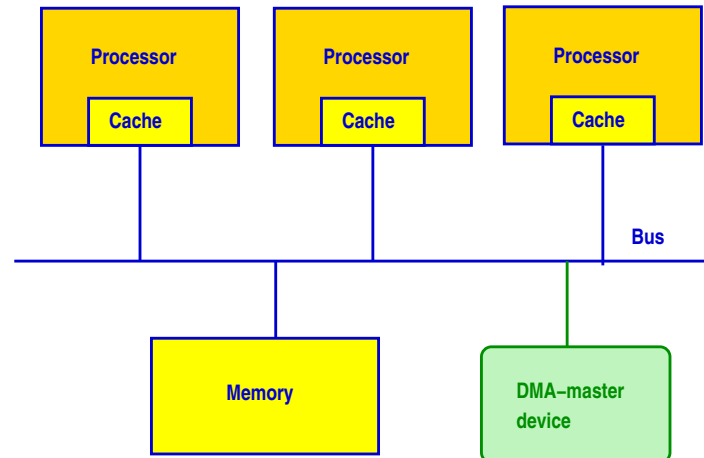 Processor
Processor
Processor
Cache
Cache
Cache
Bus
Memory
DMA–master
device